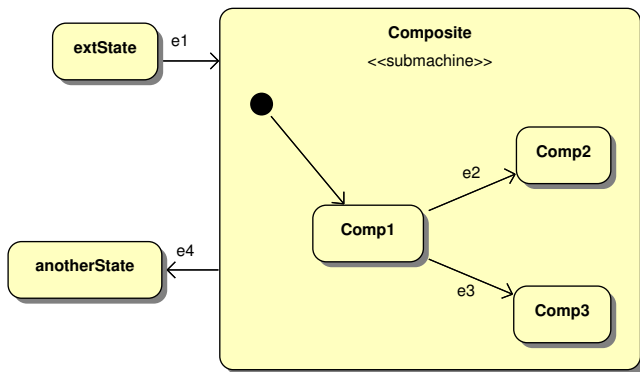 Composite
<<submachine>>
extState
e1
Comp2
e2
Comp1
anotherState
e4
e3
Comp3